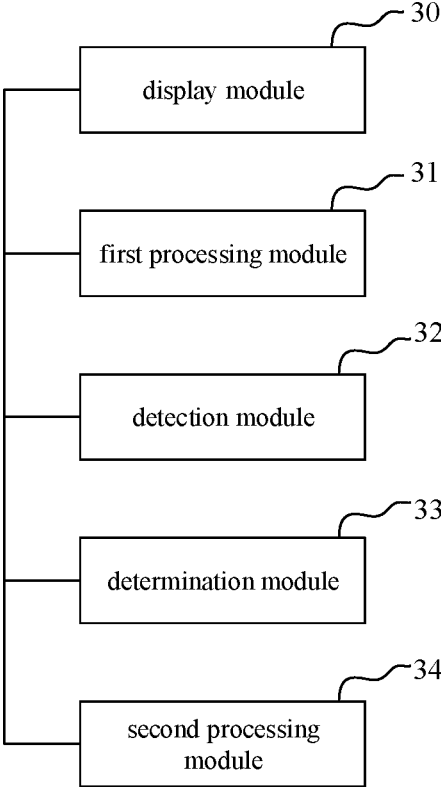 30
display module
31
first processing module
32
detection module
33
determination module
34
second processing
module